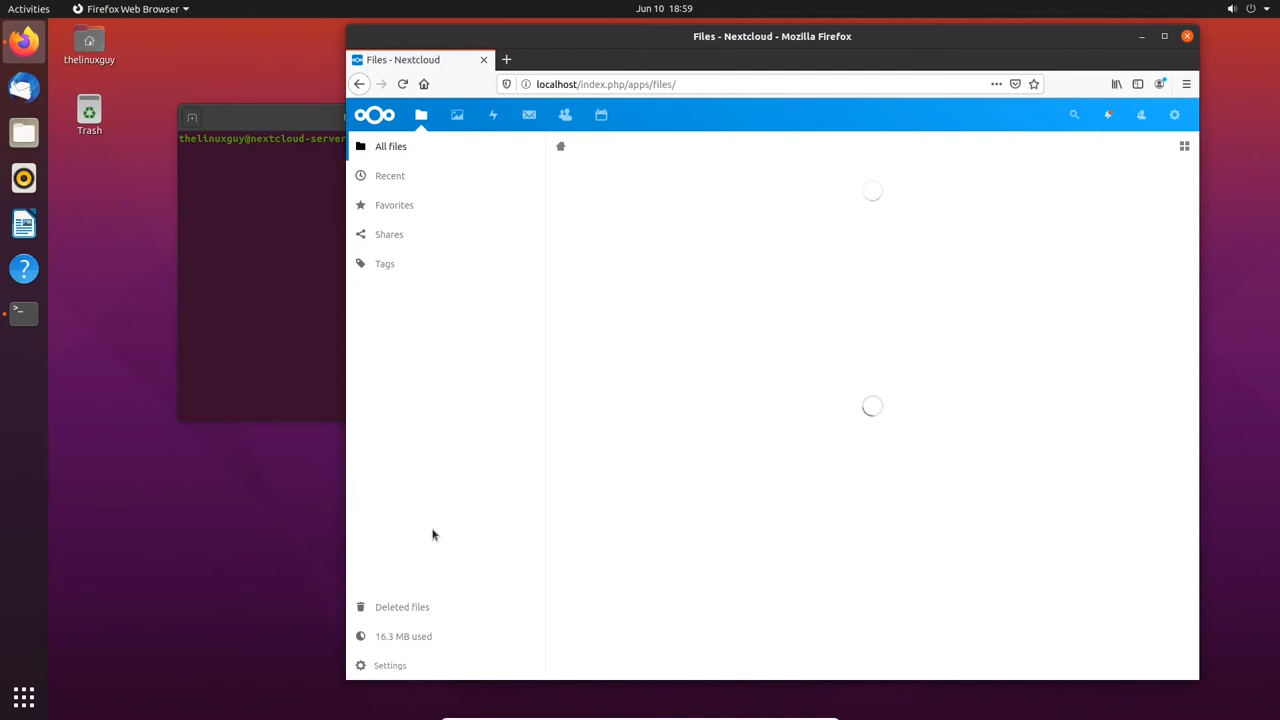 Activities
Firefox Web Browser
Jun 10 18:59
thelinuxguy
Trash
thelinuxguy@nextcloud-server
Files - Nextcloud - Mozilla Firefox
Files - Nextcloud
localhost/index.php/apps/files/
All files
Recent
Favorites
Shares
Tags
Deleted files
16.3 MB used
Settings